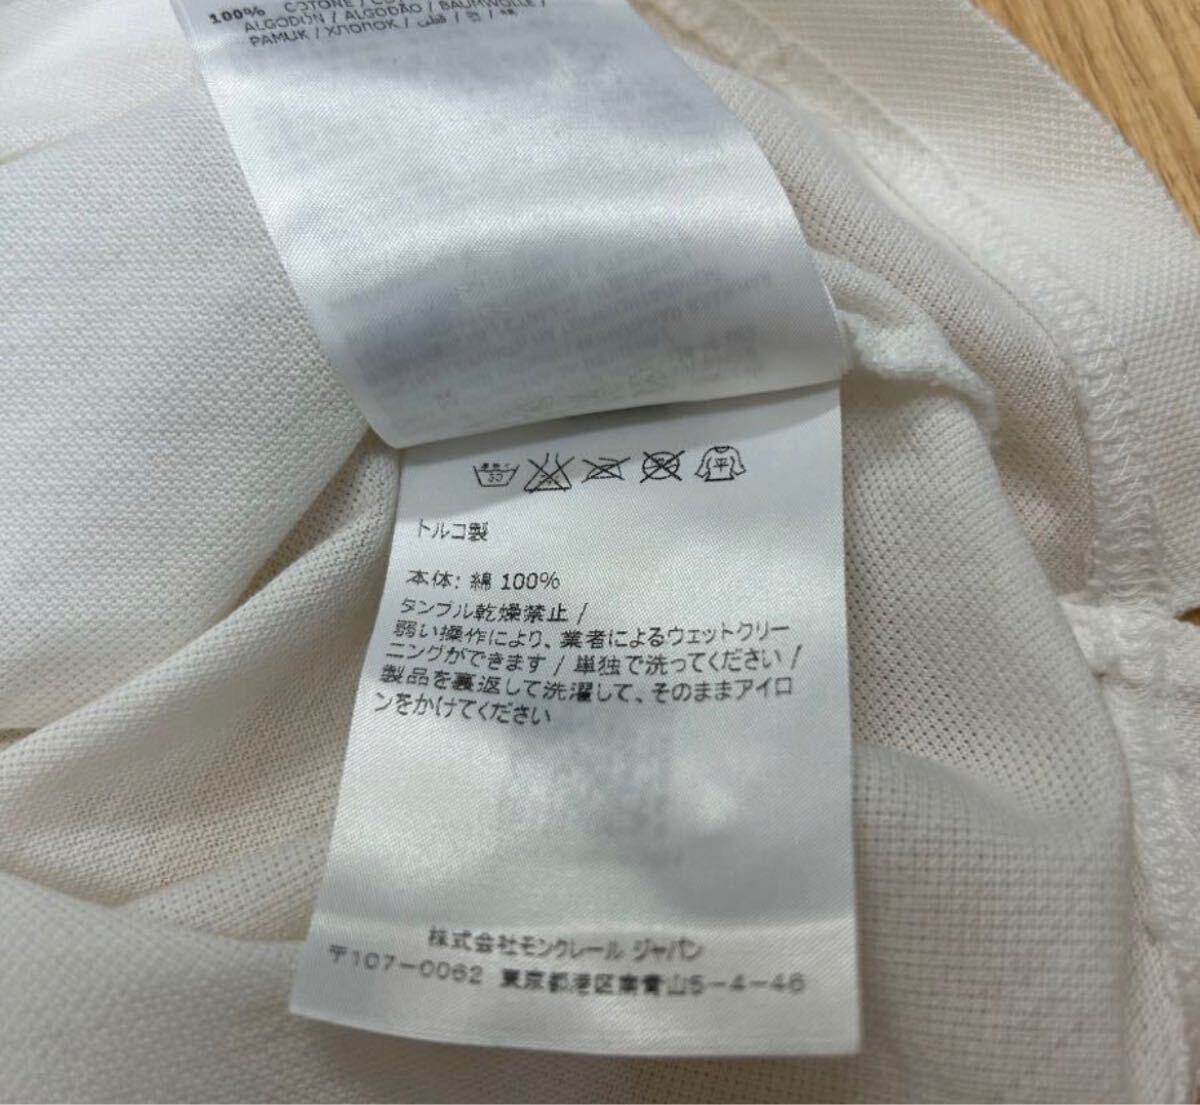 100% COTONE /
ALGODÓN / ALGODÃO / BAUMWOLLE /
PAMUK / ХЛОПОК / قطن / 면 / 棉 /
30
平
トルコ製
本体: 綿 100%
タンブル乾燥禁止 /
弱い操作により、業者によるウェットクリー
ニングができます / 単独で洗ってください /
製品を裏返して洗濯して、そのままアイロ
ンをかけてください
株式会社モンクレール ジャパン
〒107-0062 東京都港区南青山5-4-46